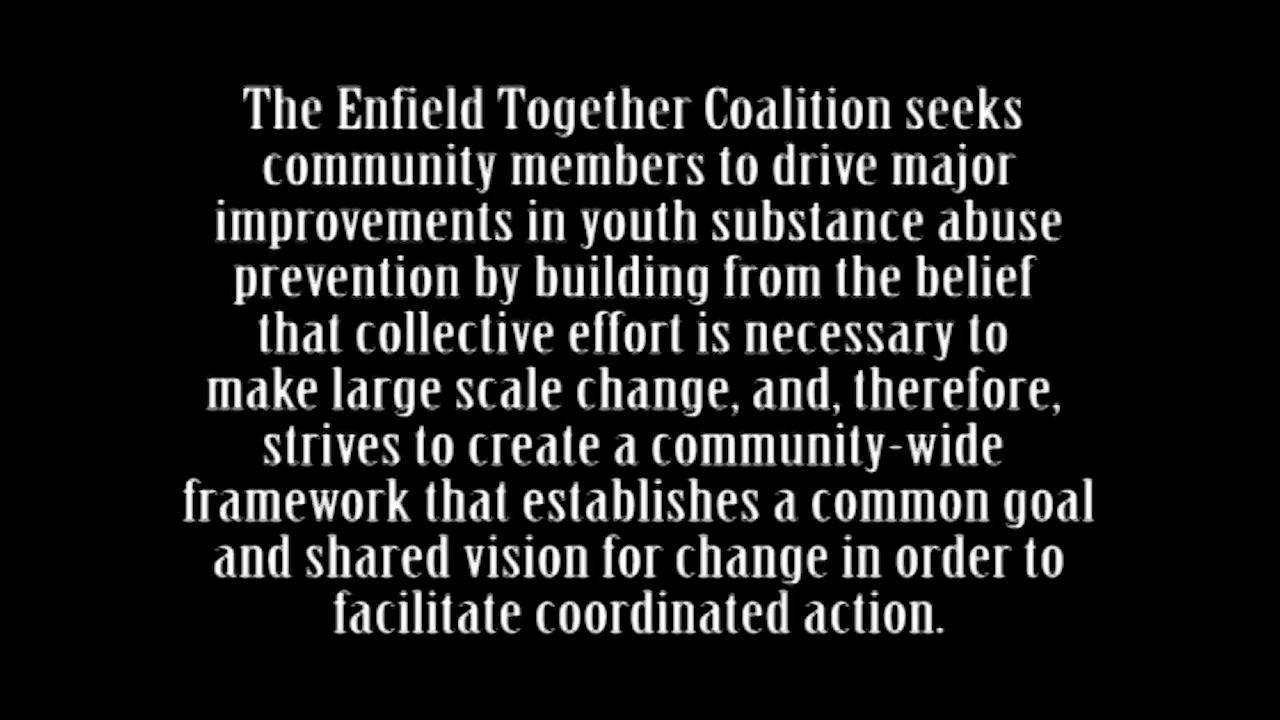 The Enfield Together Coalition seeks
community members to drive major
improvements in youth substance abuse
prevention by building from the belief
that collective effort is necessary to
make large scale change, and, therefore,
strives to create a community-wide
framework that establishes a common goal
and shared vision for change in order to
facilitate coordinated action.